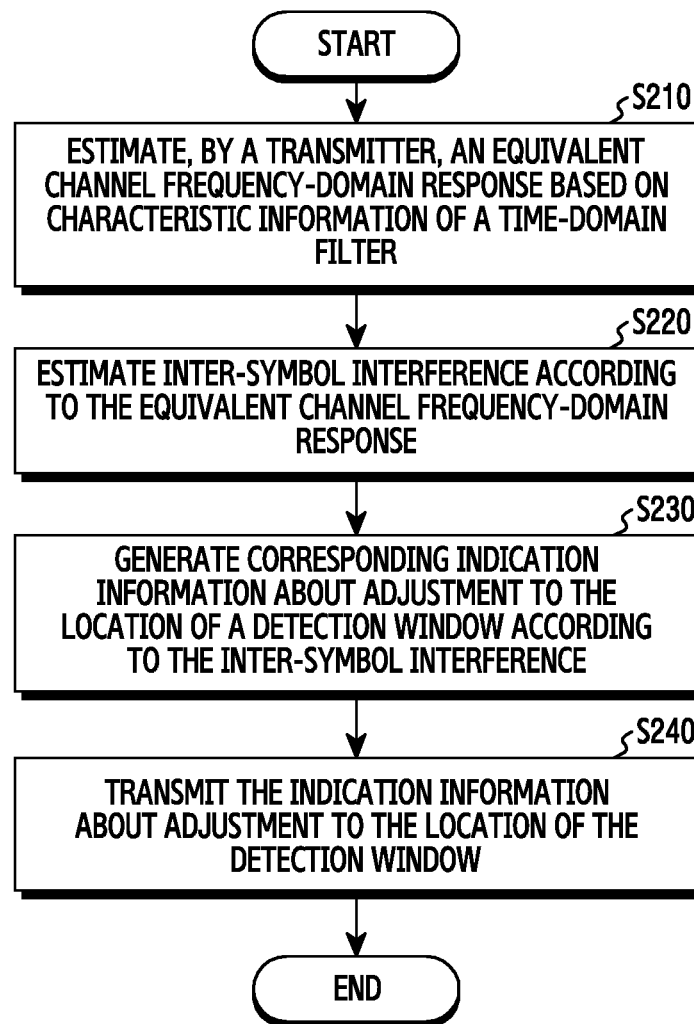 START
S210
ESTIMATE, BY A TRANSMITTER, AN EQUIVALENT
CHANNEL FREQUENCY-DOMAIN RESPONSE BASED ON
CHARACTERISTIC INFORMATION OF A TIME-DOMAIN
FILTER
S220
ESTIMATE INTER-SYMBOL INTERFERENCE ACCORDING
TO THE EQUIVALENT CHANNEL FREQUENCY-DOMAIN
RESPONSE
S230
GENERATE CORRESPONDING INDICATION
INFORMATION ABOUT ADJUSTMENT TO THE
LOCATION OF A DETECTION WINDOW ACCORDING
TO THE INTER-SYMBOL INTERFERENCE
S240
TRANSMIT THE INDICATION INFORMATION
ABOUT ADJUSTMENT TO THE LOCATION OF THE
DETECTION WINDOW
END